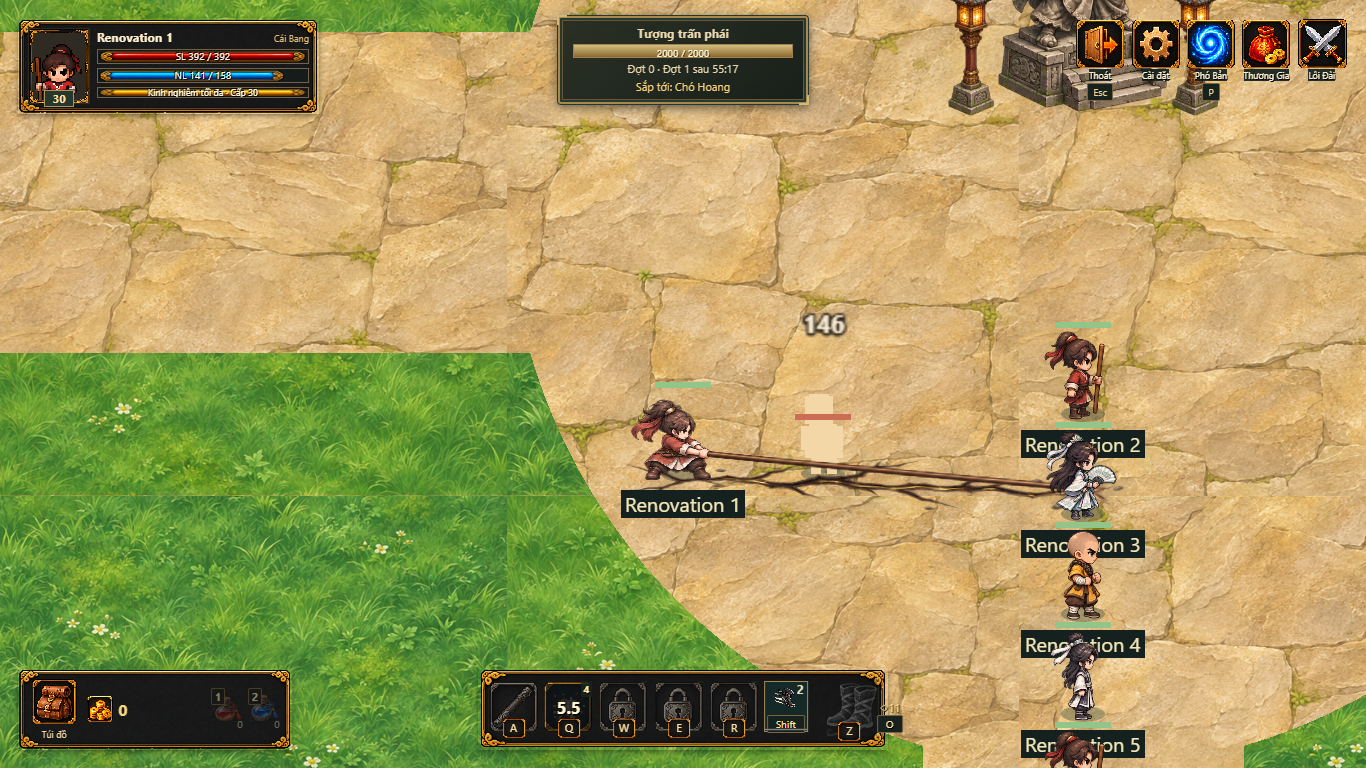 Renovation 1
Cái Bang
SL 392 / 392
NL 141 / 158
Kinh nghiệm tối đa · Cấp 30
30
Tượng trấn phái
2000 / 2000
Đợt 0 · Đợt 1 sau 55:17
Sắp tới: Chó Hoang
Thoát
Cài đặt
Phó Bản
Thương Gia
Lôi Đài
Esc
P
146
Renovation 1
Renovation 2
Renovation 3
Renovation 4
Renovation 5
Túi đồ
0
1
0
2
0
A
4
5.5
Q
W
E
R
2
Shift
Z
O